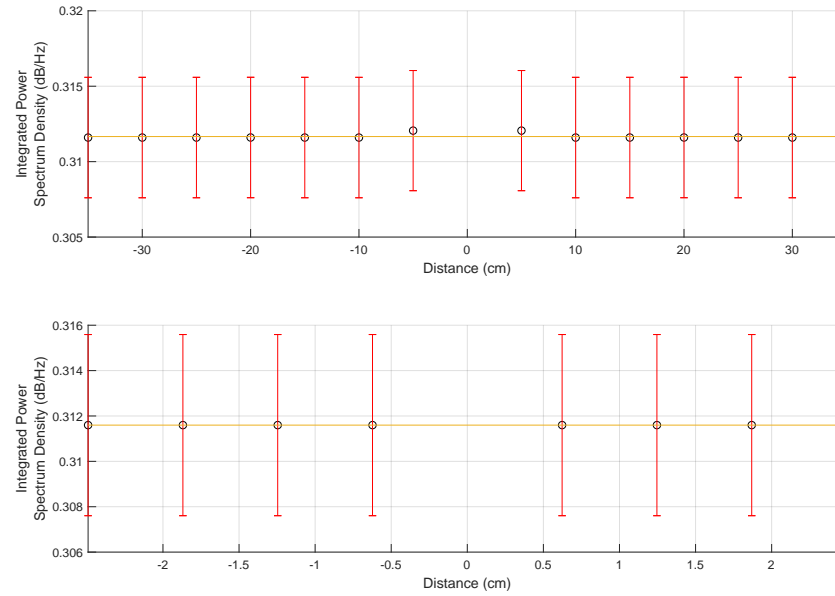 0.32
0.315
0.31
0.305
Integrated Power
Spectrum Density (dB/Hz)
-30 -20 -10 0 10 20 30
Distance (cm)
0.316
0.314
0.312
0.31
0.308
0.306
Integrated Power
Spectrum Density (dB/Hz)
-2 -1.5 -1 -0.5 0 0.5 1 1.5 2
Distance (cm)